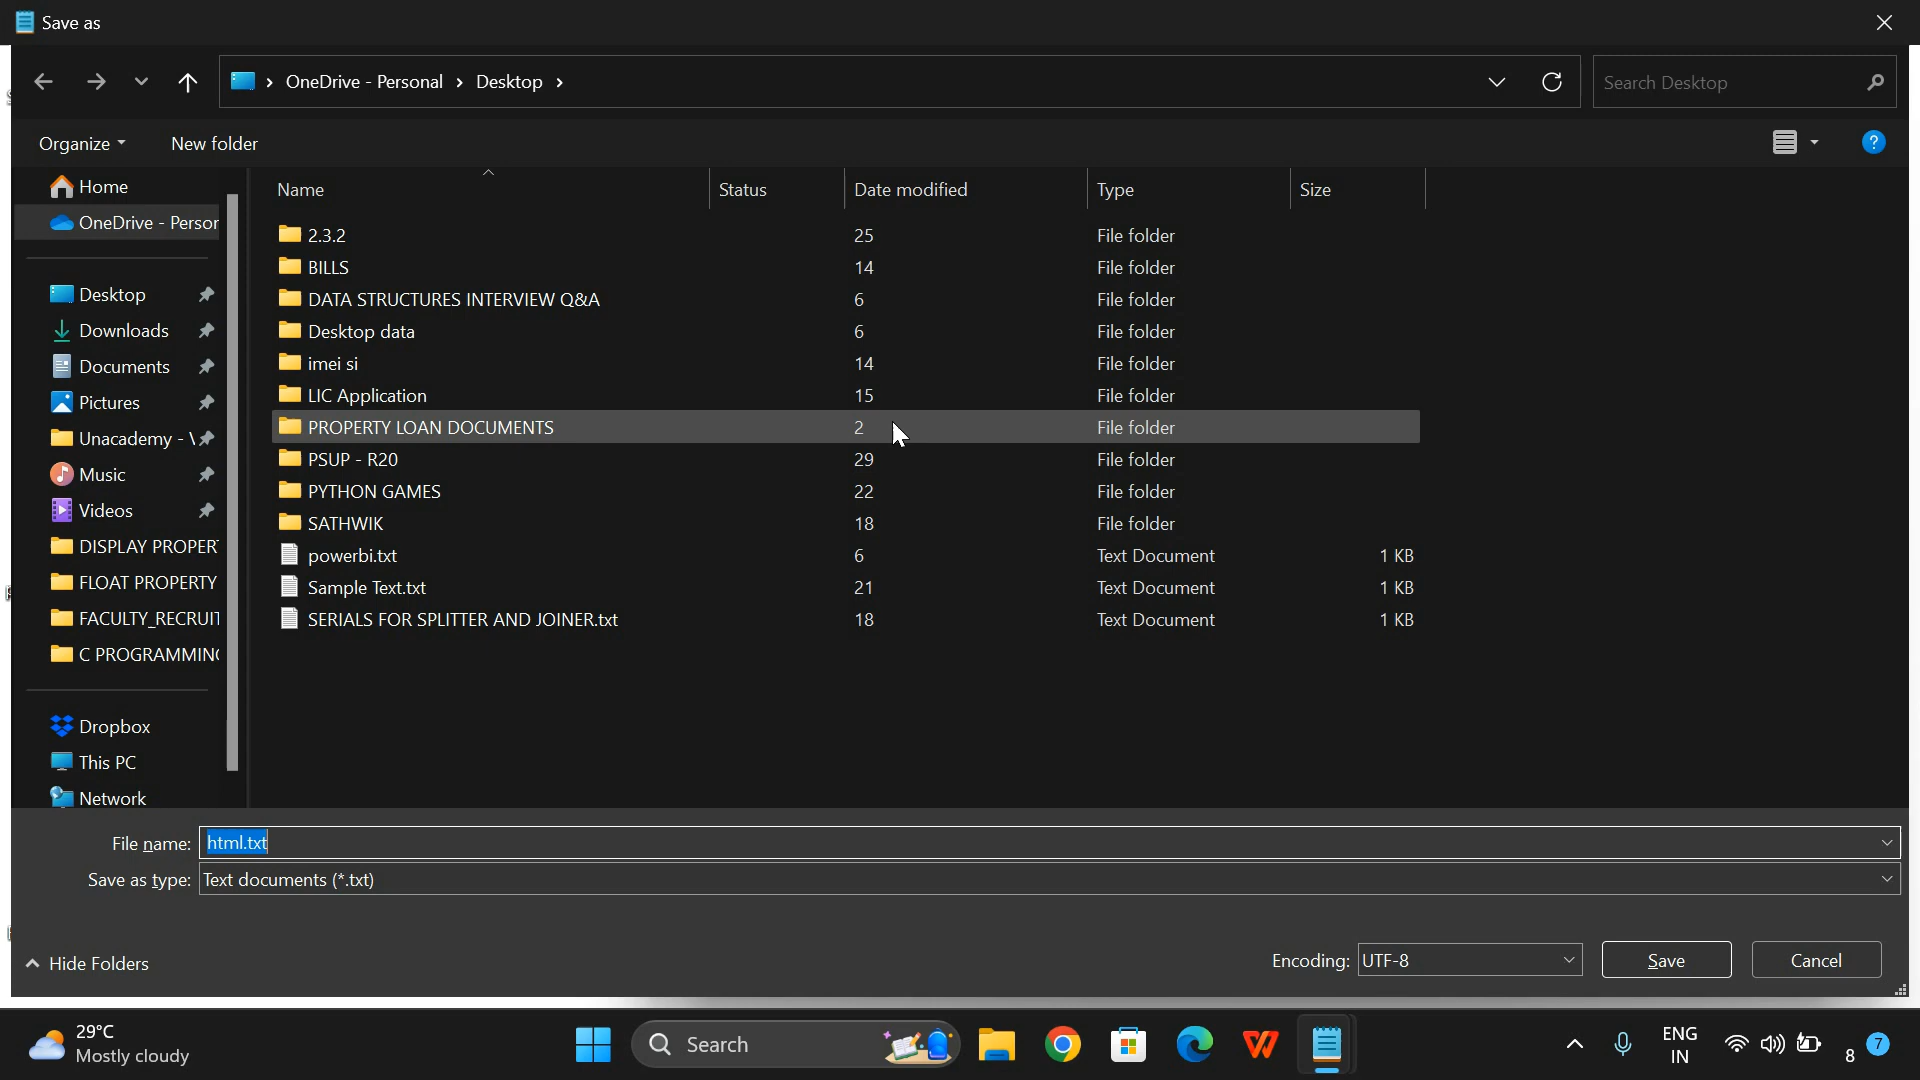 Save as
OneDrive - Personal > Desktop >
Search Desktop
Organize
New folder
Name
Status
Date modified
Type
Size
Home
OneDrive - Person
Desktop
Downloads
Documents
Pictures
Unacademy - \
Music
Videos
DISPLAY PROPERT
FLOAT PROPERTY
FACULTY_RECRUIT
C PROGRAMMING
Dropbox
This PC
Network
2.3.2 25 File folder
BILLS 14 File folder
DATA STRUCTURES INTERVIEW Q&A 6 File folder
Desktop data 6 File folder
imei si 14 File folder
LIC Application 15 File folder
PROPERTY LOAN DOCUMENTS 2 File folder
PSUP - R20 29 File folder
PYTHON GAMES 22 File folder
SATHWIK 18 File folder
powerbi.txt 6 Text Document 1 KB
Sample Text.txt 21 Text Document 1 KB
SERIALS FOR SPLITTER AND JOINER.txt 18 Text Document 1 KB
File name: html.txt
Save as type: Text documents (*.txt)
Hide Folders
Encoding: UTF-8
Save
Cancel
29°C
Mostly cloudy
Search
ENG
IN
8
7